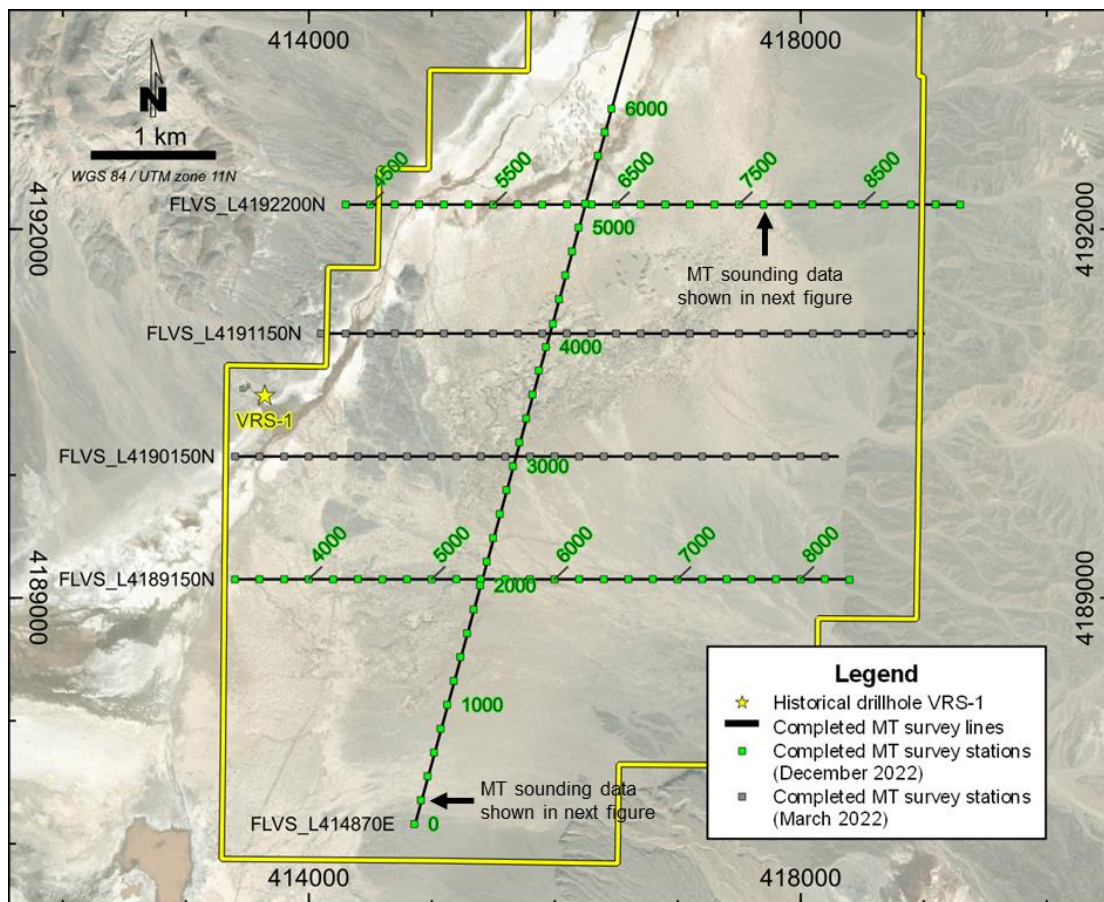 414000
418000
N
1 km
WGS 84 / UTM zone 11N
6000
4500
5500
6500
7500
8500
FLVS_L4192200N
5000
4192000
4192000
MT sounding data
shown in next figure
FLVS_L4191150N
4000
VRS-1
FLVS_L4190150N
3000
4000
5000
6000
7000
8000
FLVS_L4189150N
2000
4189000
4189000
1000
Legend
Historical drillhole VRS-1
Completed MT survey lines
Completed MT survey stations
(December 2022)
Completed MT survey stations
(March 2022)
MT sounding data
shown in next figure
FLVS_L414870E
0
414000
418000